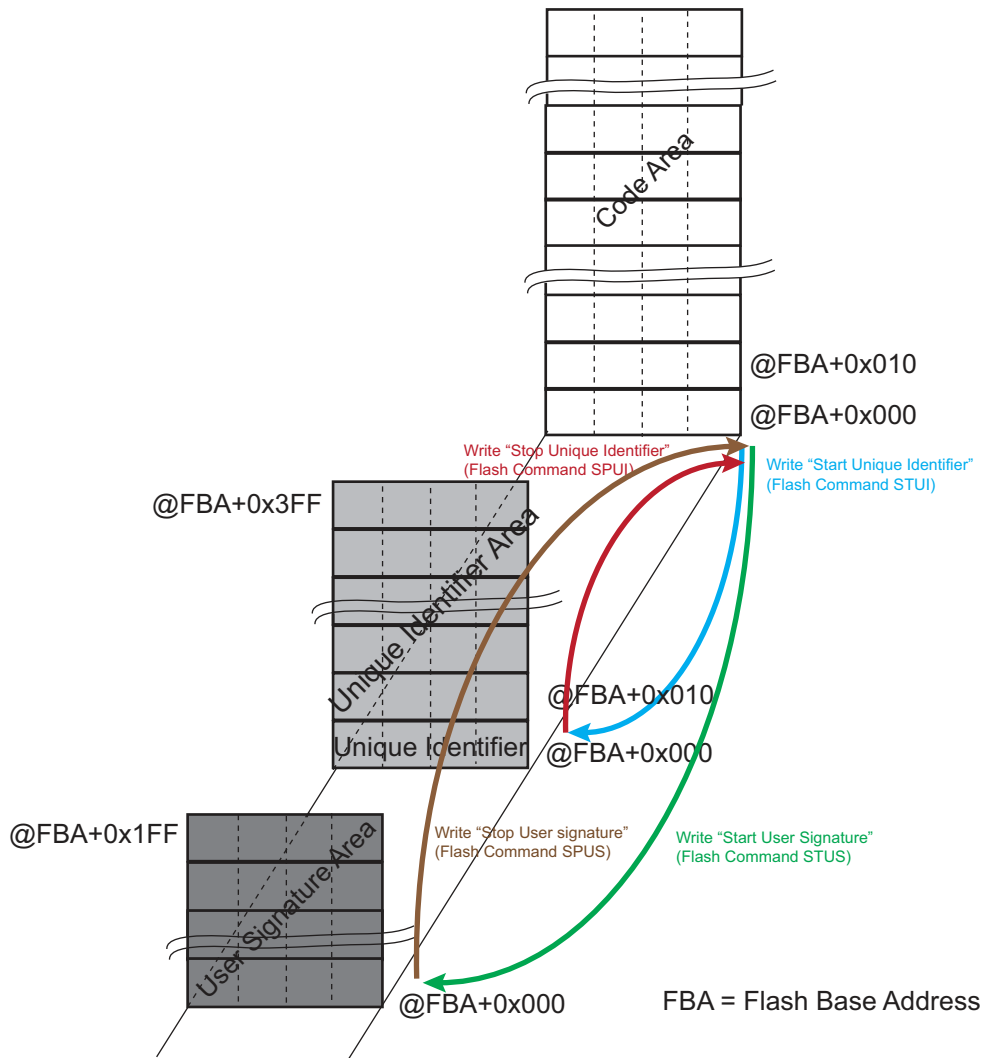 Code Area
@FBA+0x010
@FBA+0x000
Write “Stop Unique Identifier”
(Flash Command SPUI)
Write “Start Unique Identifier”
(Flash Command STUI)
@FBA+0x3FF
Unique Identifier Area
@FBA+0x010
Unique Identifier
@FBA+0x000
@FBA+0x1FF
Write “Stop User signature”
(Flash Command SPUS)
Write “Start User Signature”
(Flash Command STUS)
User Signature Area
@FBA+0x000
FBA = Flash Base Address